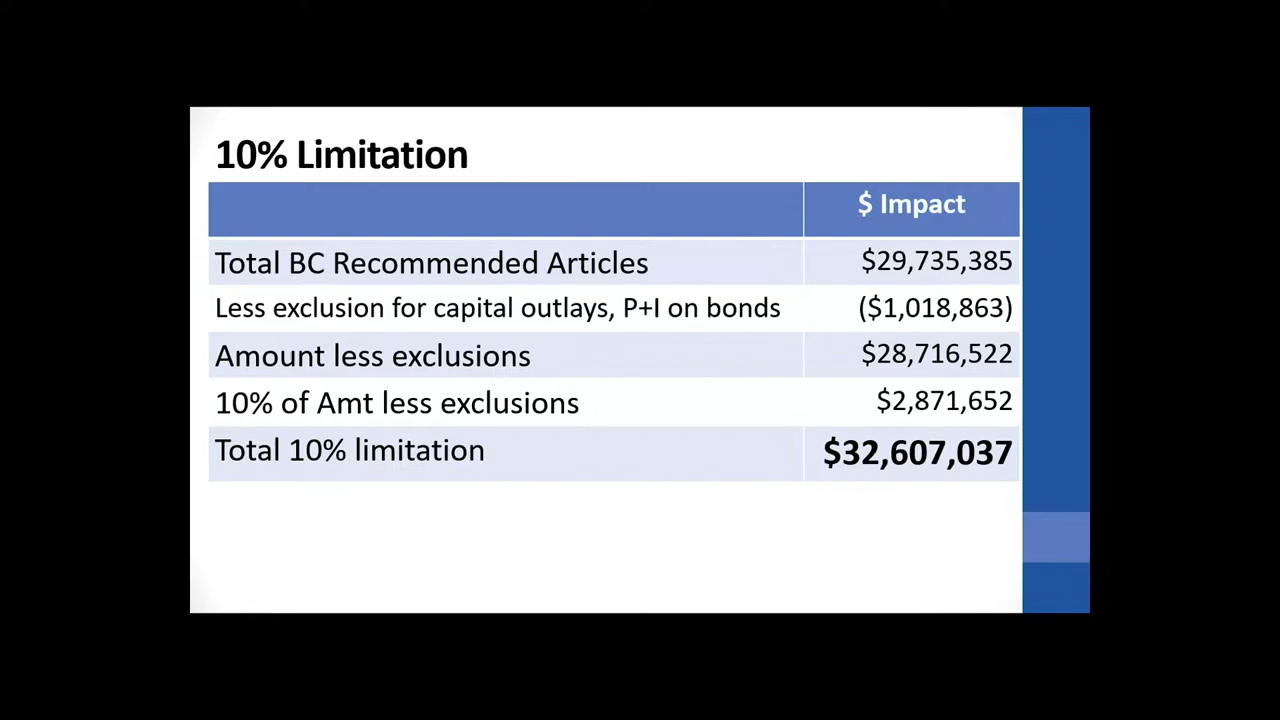 10% Limitation
$ Impact
Total BC Recommended Articles $29,735,385
Less exclusion for capital outlays, P+I on bonds ($1,018,863)
Amount less exclusions $28,716,522
10% of Amt less exclusions $2,871,652
Total 10% limitation $32,607,037